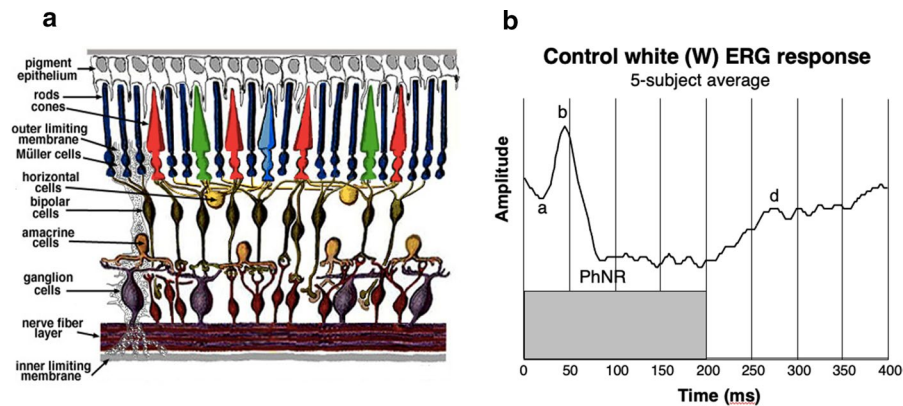 a
pigment
epithelium
rods
cones
outer limiting
membrane
Müller cells
horizontal
cells
bipolar
cells
amacrine
cells
ganglion
cells
nerve fiber
layer
inner limiting
membrane
b
Control white (W) ERG response
5-subject average
Amplitude
b
a
d
PhNR
0 50 100 150 200 250 300 350 400
Time (ms)